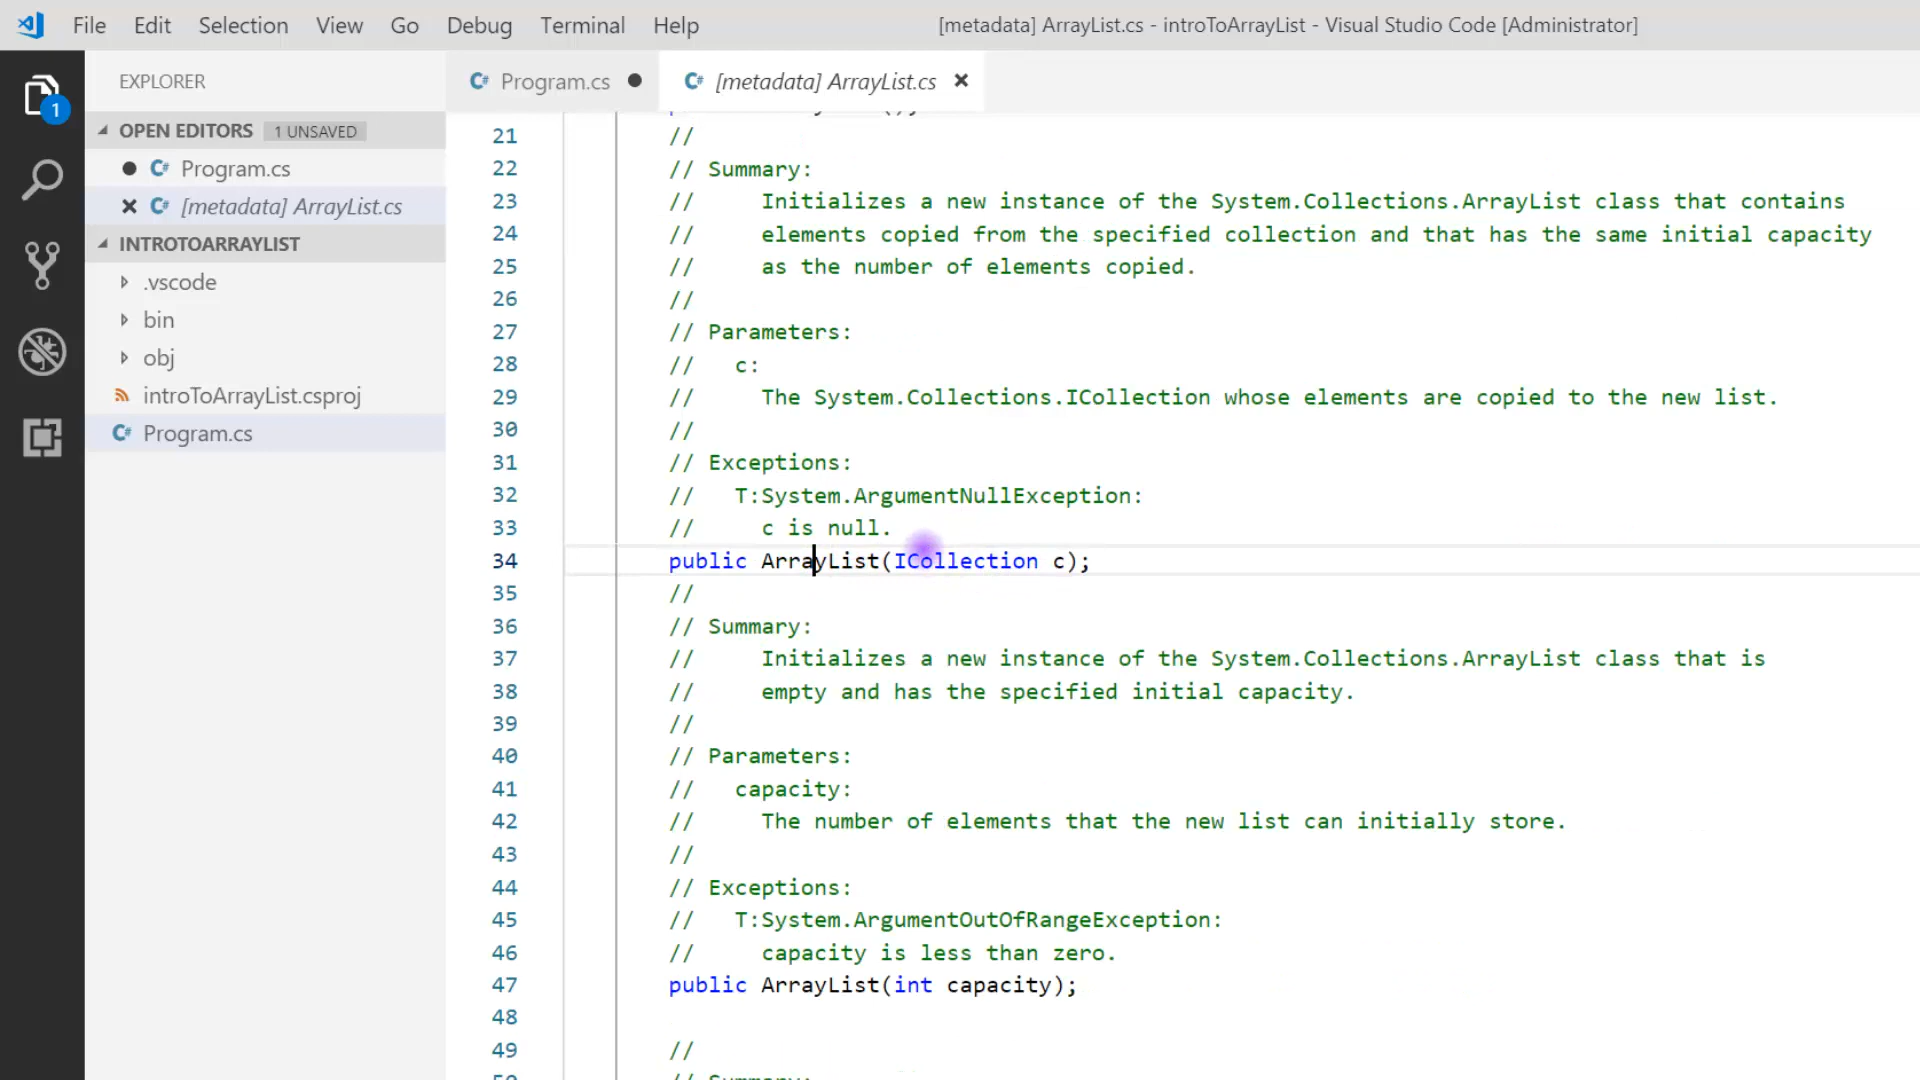 File Edit Selection View Go Debug Terminal Help [metadata] ArrayList.cs - introToArrayList - Visual Studio Code [Administrator]
1
EXPLORER
OPEN EDITORS 1 UNSAVED
Program.cs
[metadata] ArrayList.cs
INTROTOARRAYLIST
.vscode
bin
obj
introToArrayList.csproj
C# Program.cs
C# Program.cs C# [metadata] ArrayList.cs
21 //
22 // Summary:
23 // Initializes a new instance of the System.Collections.ArrayList class that contains
24 // elements copied from the specified collection and that has the same initial capacity
25 // as the number of elements copied.
26 //
27 // Parameters:
28 // c:
29 // The System.Collections.ICollection whose elements are copied to the new list.
30 //
31 // Exceptions:
32 // T:System.ArgumentNullException:
33 // c is null.
34 public ArrayList(ICollection c);
35 //
36 // Summary:
37 // Initializes a new instance of the System.Collections.ArrayList class that is
38 // empty and has the specified initial capacity.
39 //
40 // Parameters:
41 // capacity:
42 // The number of elements that the new list can initially store.
43 //
44 // Exceptions:
45 // T:System.ArgumentOutOfRangeException:
46 // capacity is less than zero.
47 public ArrayList(int capacity);
48
49 //